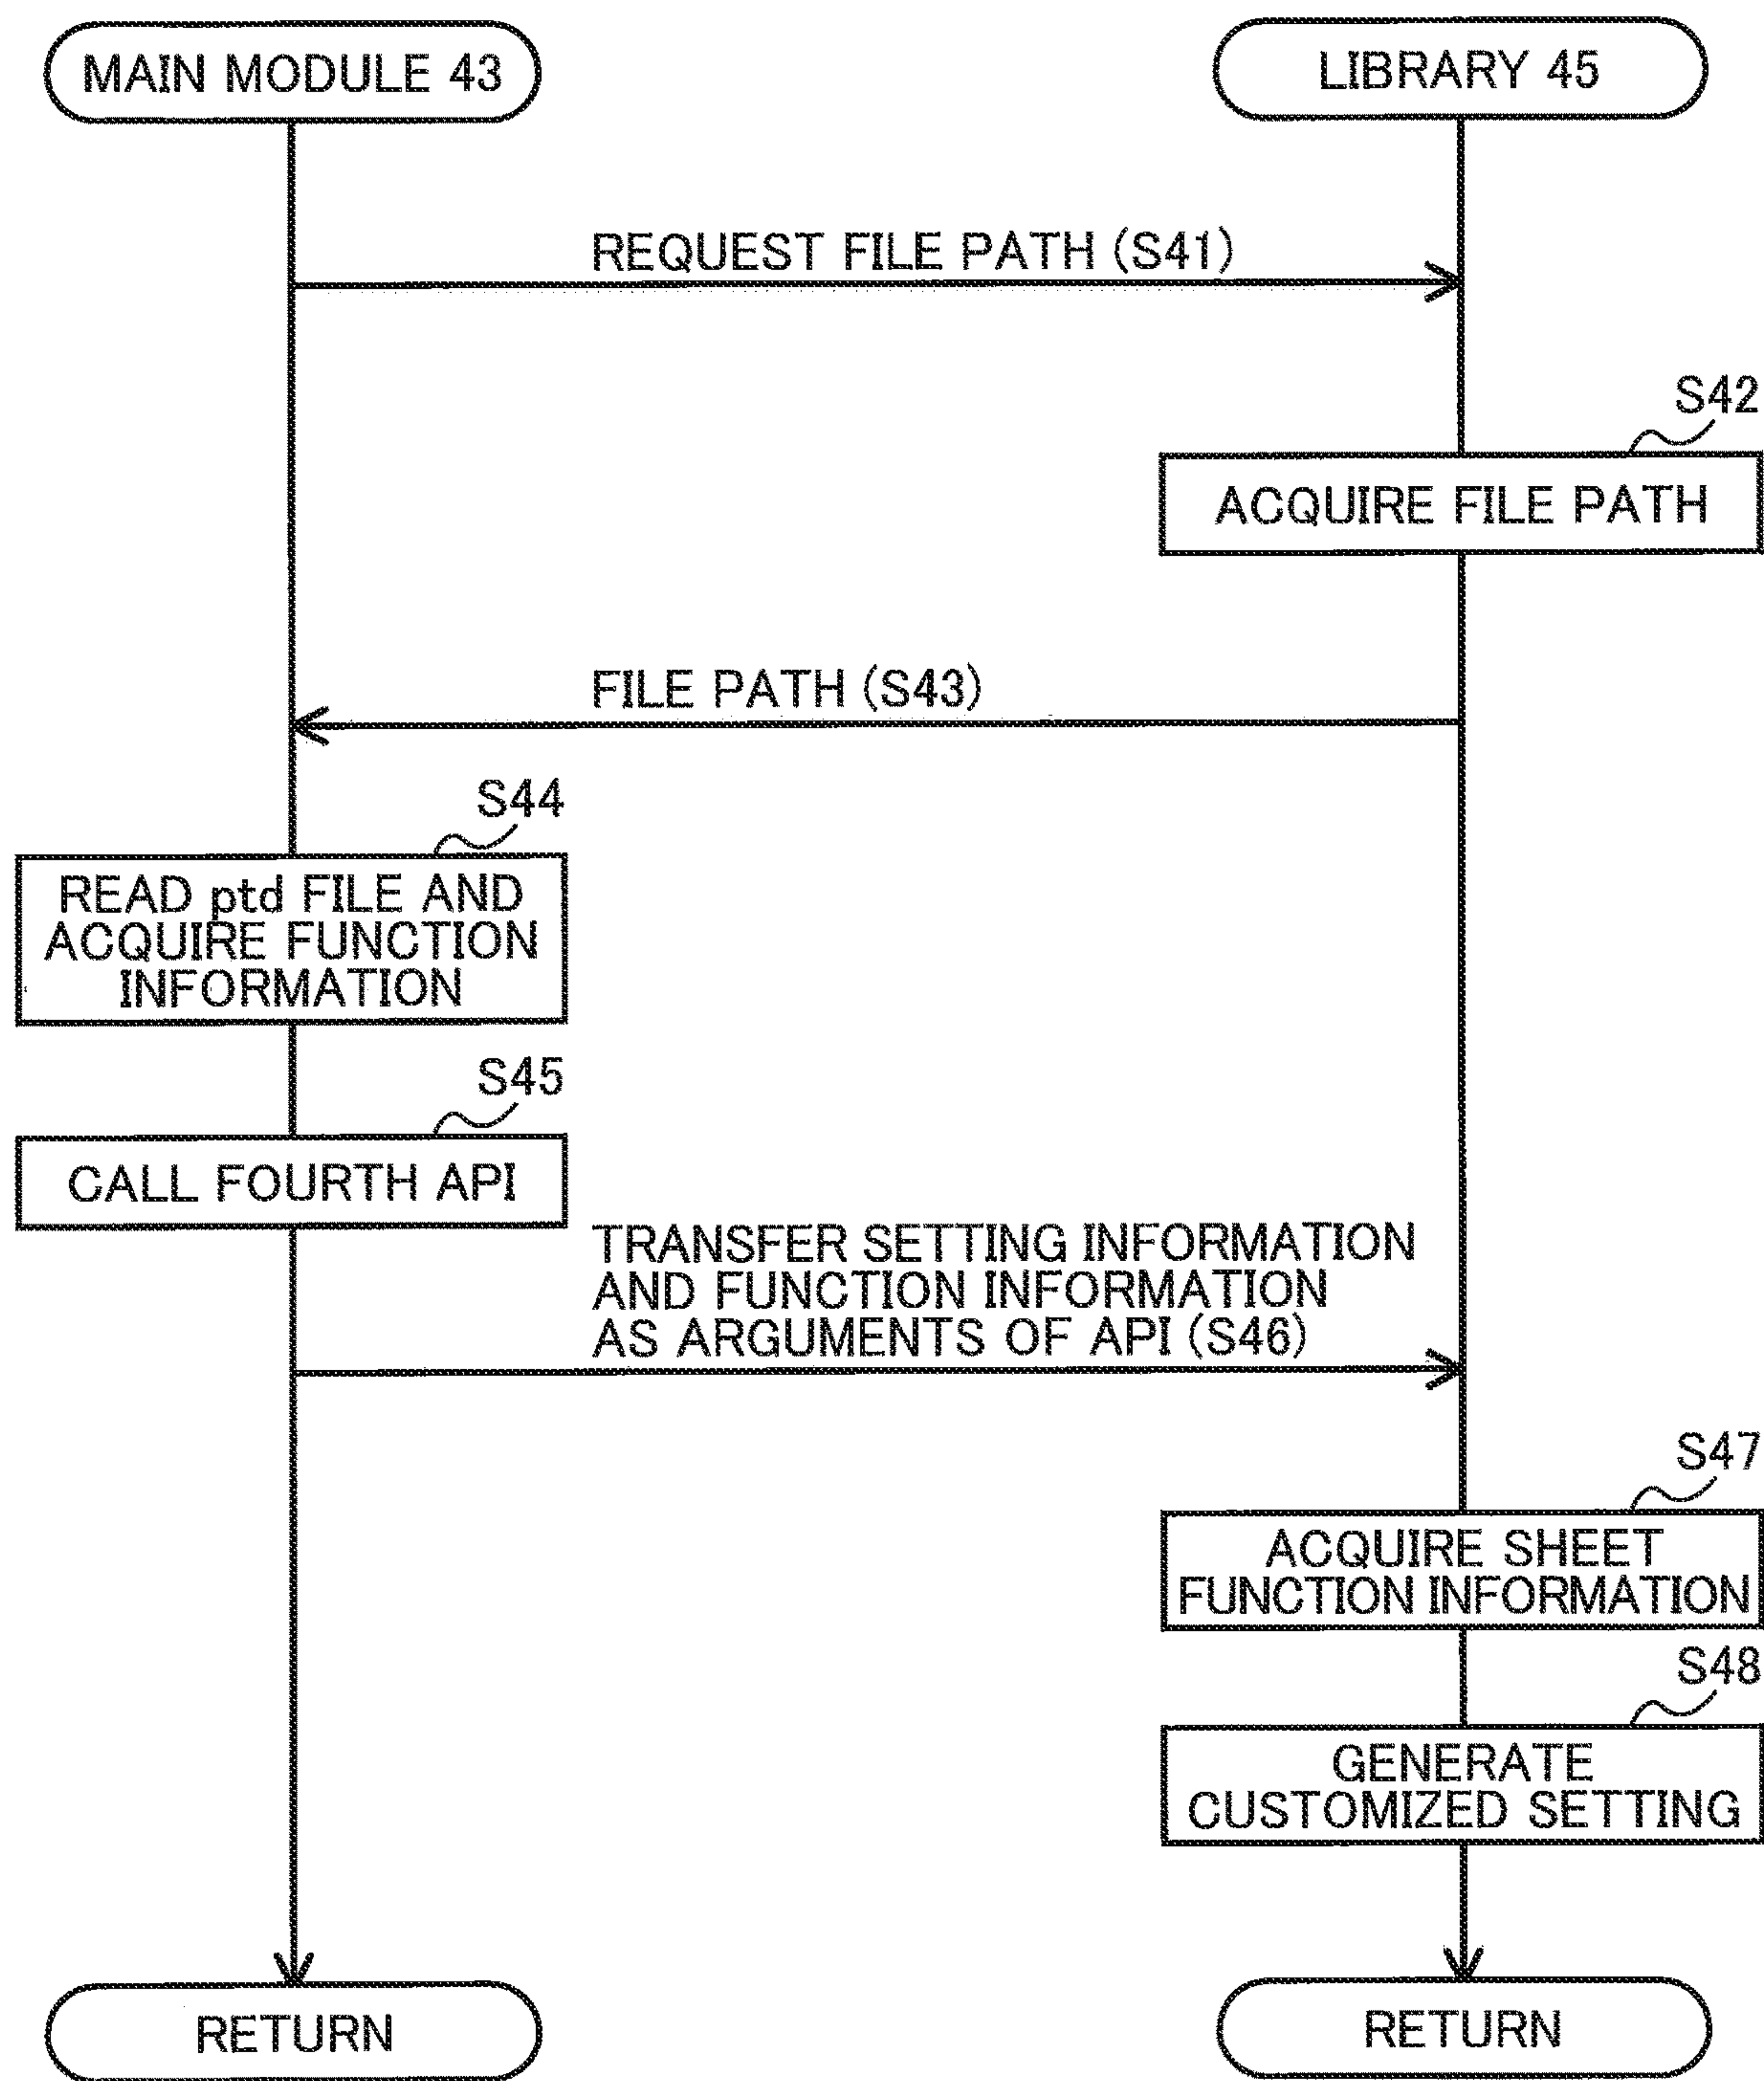 MAIN MODULE 43
LIBRARY 45
REQUEST FILE PATH (S41)
S42
ACQUIRE FILE PATH
FILE PATH (S43)
S44
READ ptd FILE AND
ACQUIRE FUNCTION
INFORMATION
S45
CALL FOURTH API
TRANSFER SETTING INFORMATION
AND FUNCTION INFORMATION
AS ARGUMENTS OF API (S46)
S47
ACQUIRE SHEET
FUNCTION INFORMATION
S48
GENERATE
CUSTOMIZED SETTING
RETURN
RETURN